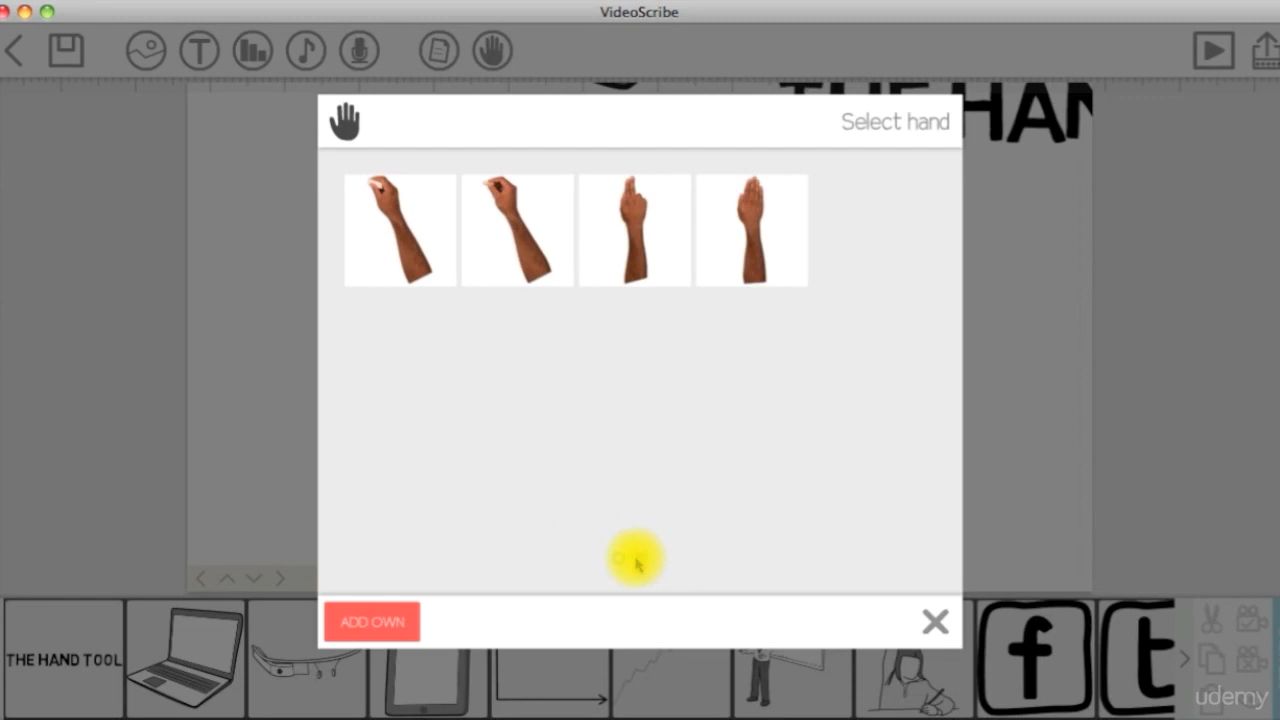 VideoScribe
THE HAN
Select hand
ADD OWN
THE HAND TOOL
f
t
udemy